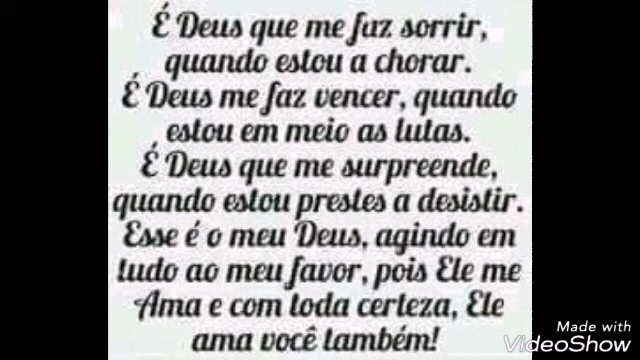 É Deus que me faz sorrir,
quando estou a chorar.
É Deus me faz vencer, quando
estou em meio as lutas.
É Deus que me surpreende,
quando estou prestes a desistir.
Esse é o meu Deus, agindo em
tudo ao meu favor, pois Ele me
Ama e com toda certeza, Ele
ama você também!
Made with
VideoShow